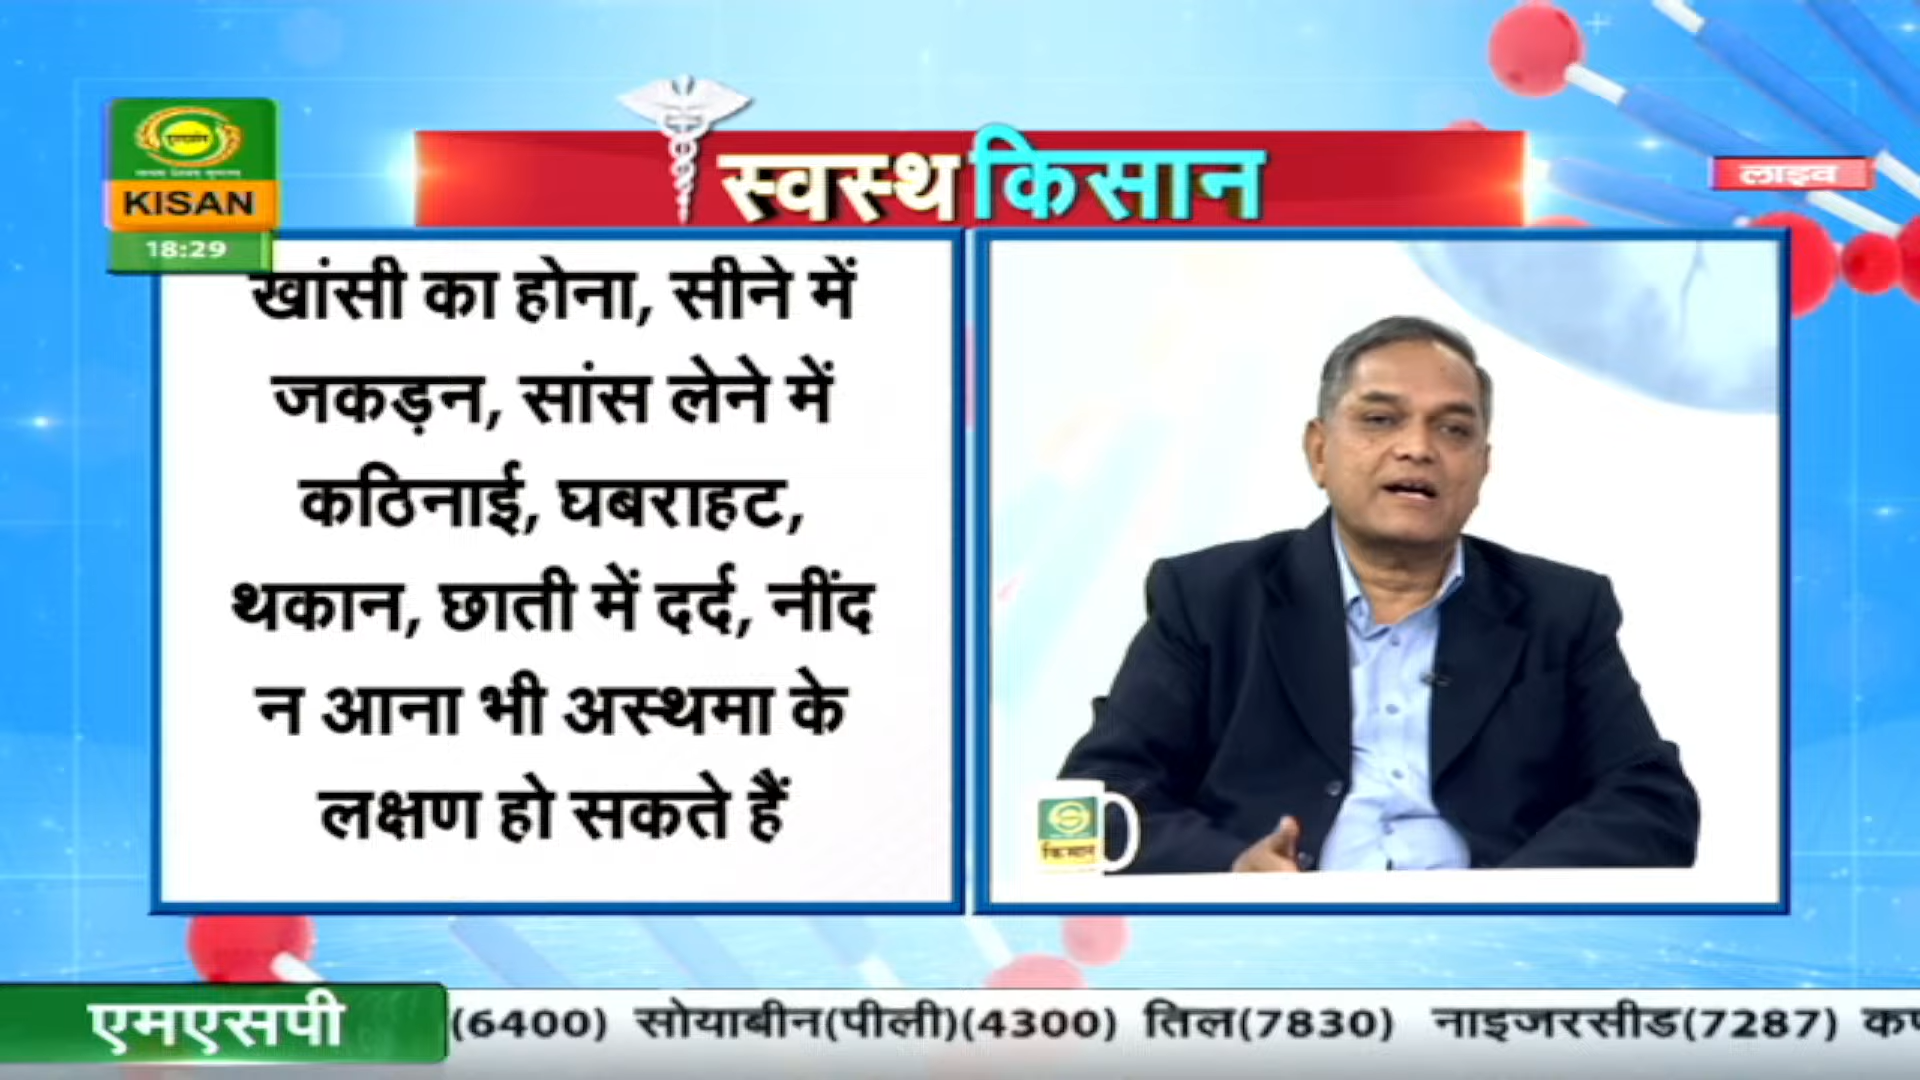 KISAN
18:29
स्वस्थ किसान
लाइव
खांसी का होना, सीने में
जकड़न, सांस लेने में
कठिनाई, घबराहट,
थकान, छाती में दर्द, नींद
न आना भी अस्थमा के
लक्षण हो सकते हैं
किसान
एमएसपी
(6400) सोयाबीन(पीली)(4300) तिल(7830) नाइजरसीड(7287)